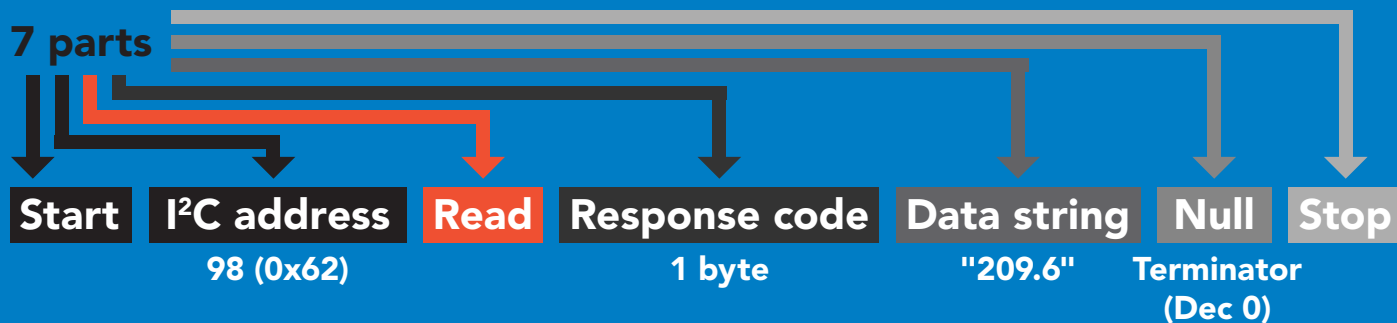 7 parts
Start I²C address Read Response code Data string Null Stop
98 (0x62) 1 byte "209.6" Terminator
(Dec 0)